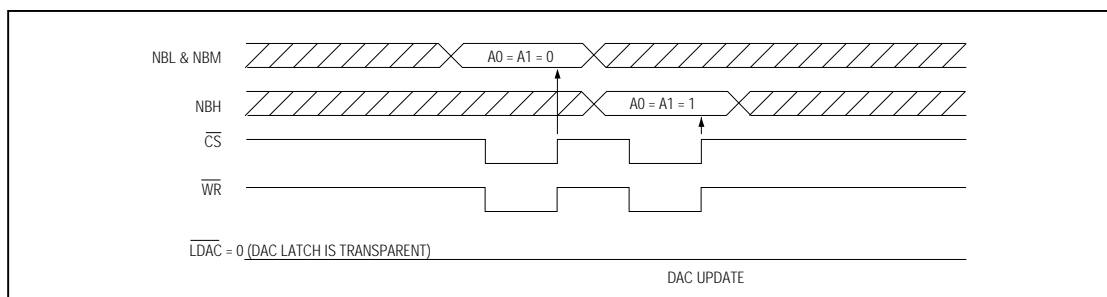 NBL & NBM
A0 = A1 = 0
NBH
A0 = A1 = 1
CS
WR
LDAC = 0 (DAC LATCH IS TRANSPARENT)
DAC UPDATE